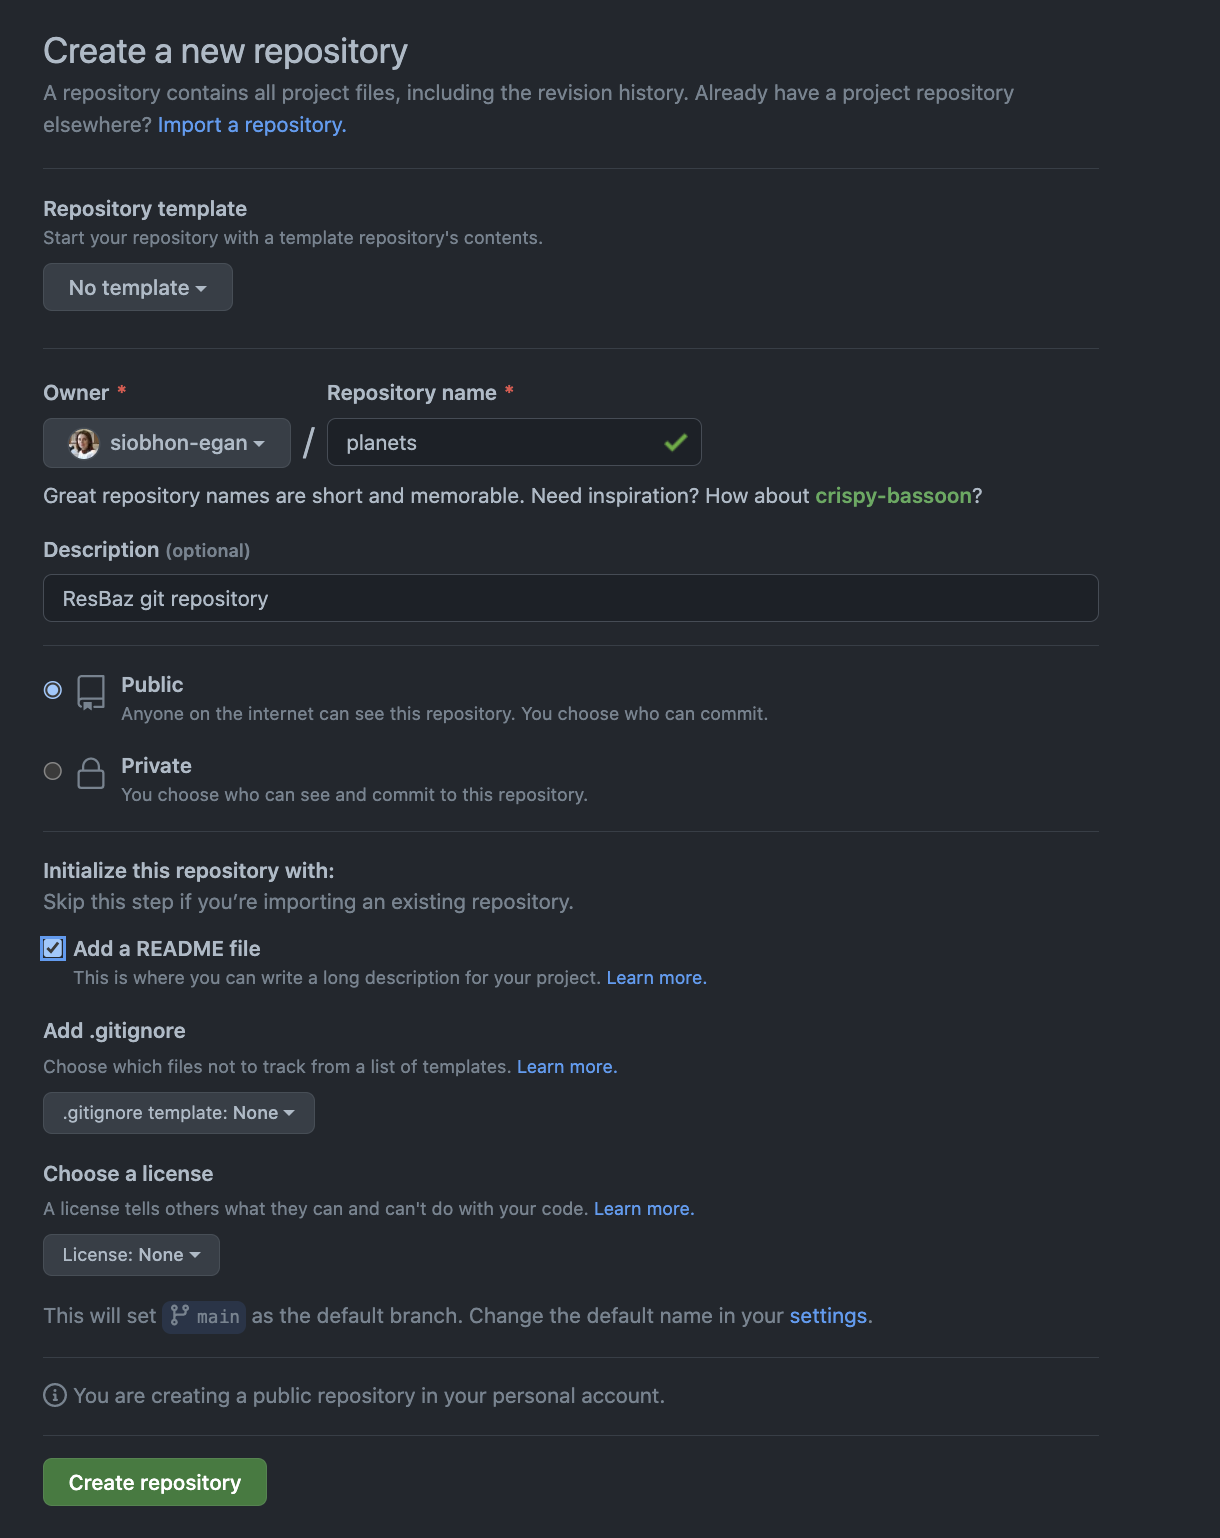 Create a new repository
A repository contains all project files, including the revision history. Already have a project repository
elsewhere? Import a repository.
Repository template
Start your repository with a template repository's contents.
No template
Owner *
Repository name *
siobhon-egan
/
planets
Great repository names are short and memorable. Need inspiration? How about crispy-bassoon?
Description (optional)
ResBaz git repository
Public
Anyone on the internet can see this repository. You choose who can commit.
Private
You choose who can see and commit to this repository.
Initialize this repository with:
Skip this step if you’re importing an existing repository.
Add a README file
This is where you can write a long description for your project. Learn more.
Add .gitignore
Choose which files not to track from a list of templates. Learn more.
.gitignore template: None
Choose a license
A license tells others what they can and can't do with your code. Learn more.
License: None
This will set main as the default branch. Change the default name in your settings.
You are creating a public repository in your personal account.
Create repository